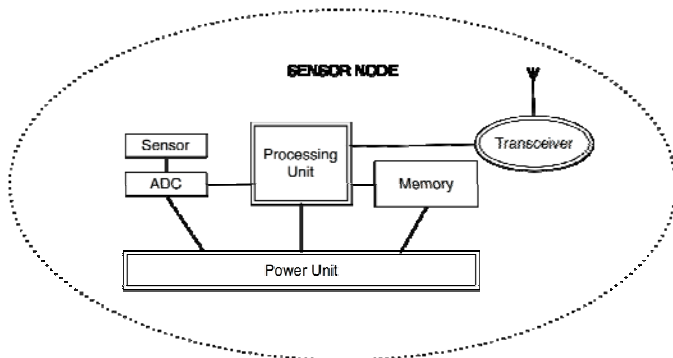 SENSOR NODE
Sensor
ADC
Processing
Unit
Memory
Transceiver
Power Unit